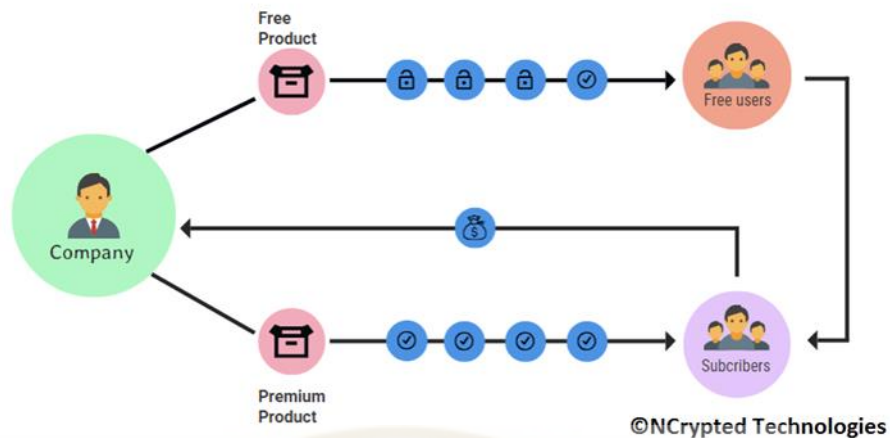 Free
Product
Free users
Company
Subcribers
Premium
Product
©NCrypted Technologies